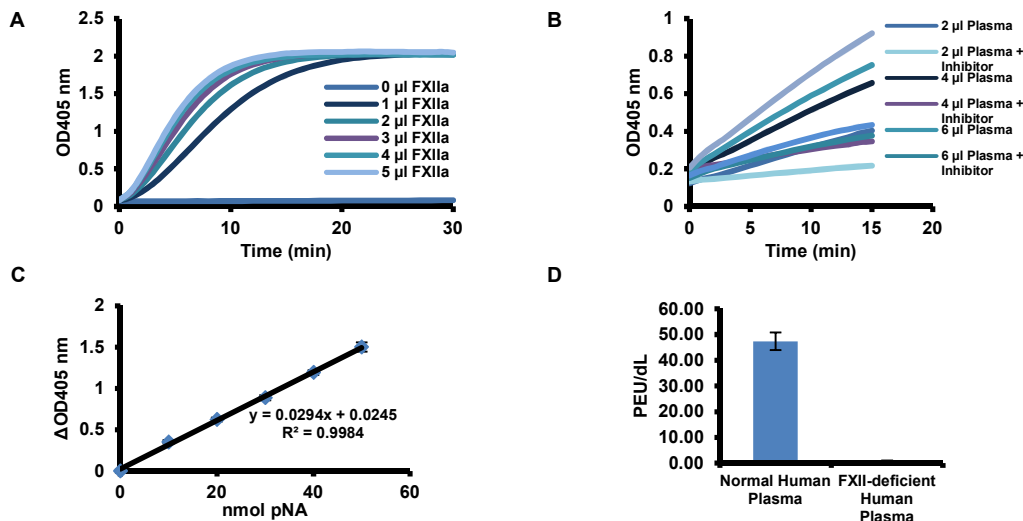 A
OD405 nm
2.5
2
1.5
1
0.5
0
0 10 20 30
Time (min)
0 µl FXIIa
1 µl FXIIa
2 µl FXIIa
3 µl FXIIa
4 µl FXIIa
5 µl FXIIa
B
OD405 nm
1
0.8
0.6
0.4
0.2
0
0 5 10 15 20
Time (min)
2 µl Plasma
2 µl Plasma +
Inhibitor
4 µl Plasma
4 µl Plasma +
Inhibitor
6 µl Plasma
6 µl Plasma +
Inhibitor
C
ΔOD405 nm
2
1.5
1
0.5
0
0 20 40 60
nmol pNA
y = 0.0294x + 0.0245
R² = 0.9984
D
PEU/dL
60.00
50.00
40.00
30.00
20.00
10.00
0.00
Normal Human
Plasma
FXII-deficient
Human
Plasma